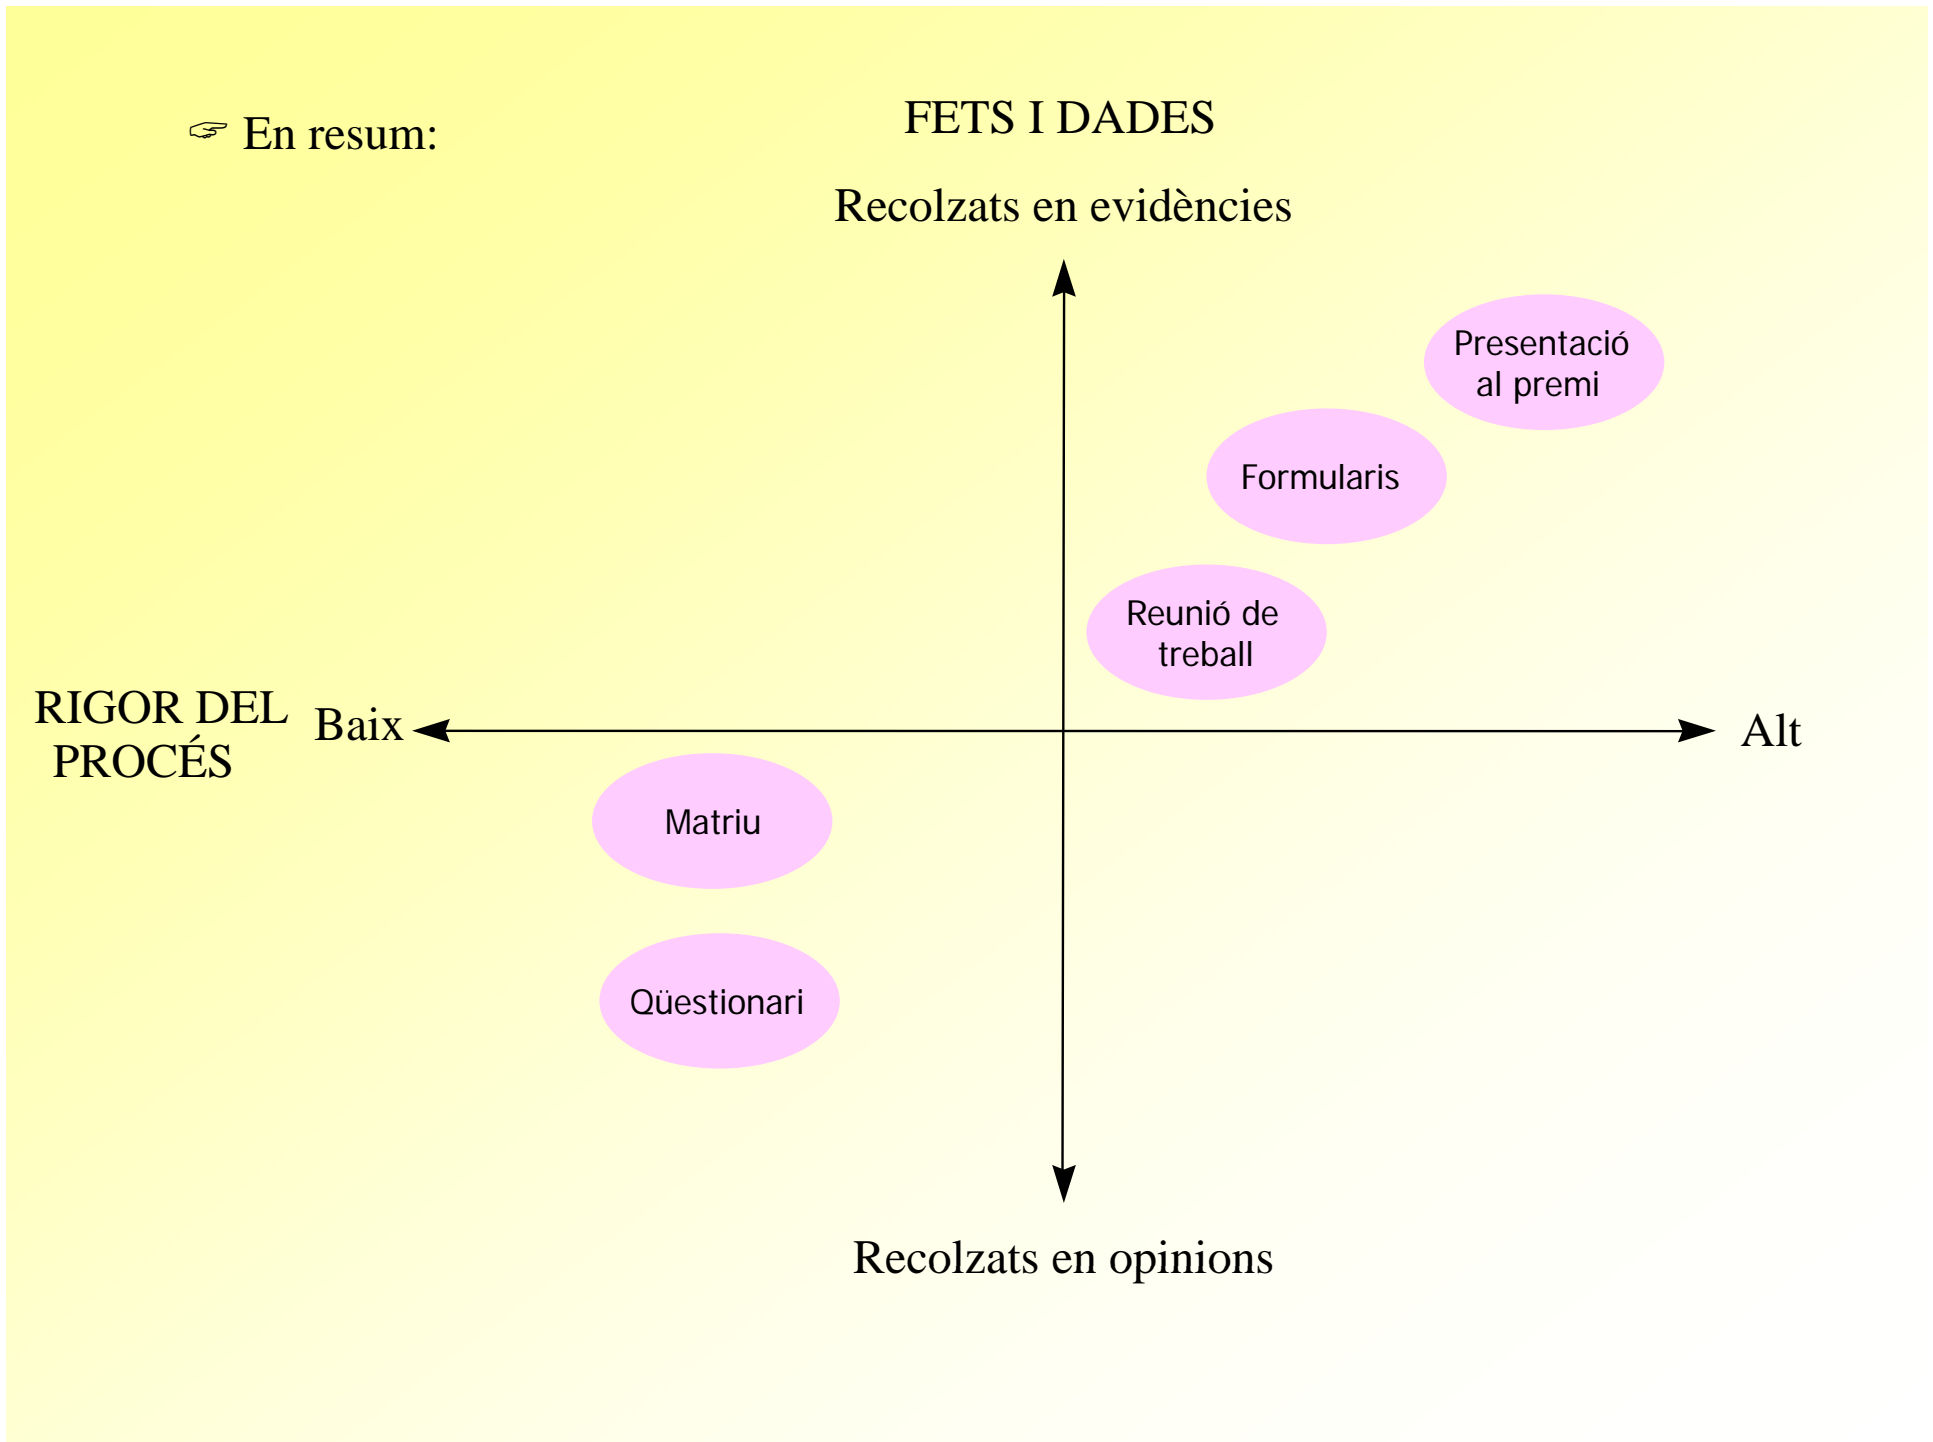 ☞ En resum:
FETS I DADES
Recolzats en evidències
Presentació
al premi
Formularis
Reunió de
treball
RIGOR DEL
PROCÉS
Baix
Alt
Matriu
Qüestionari
Recolzats en opinions